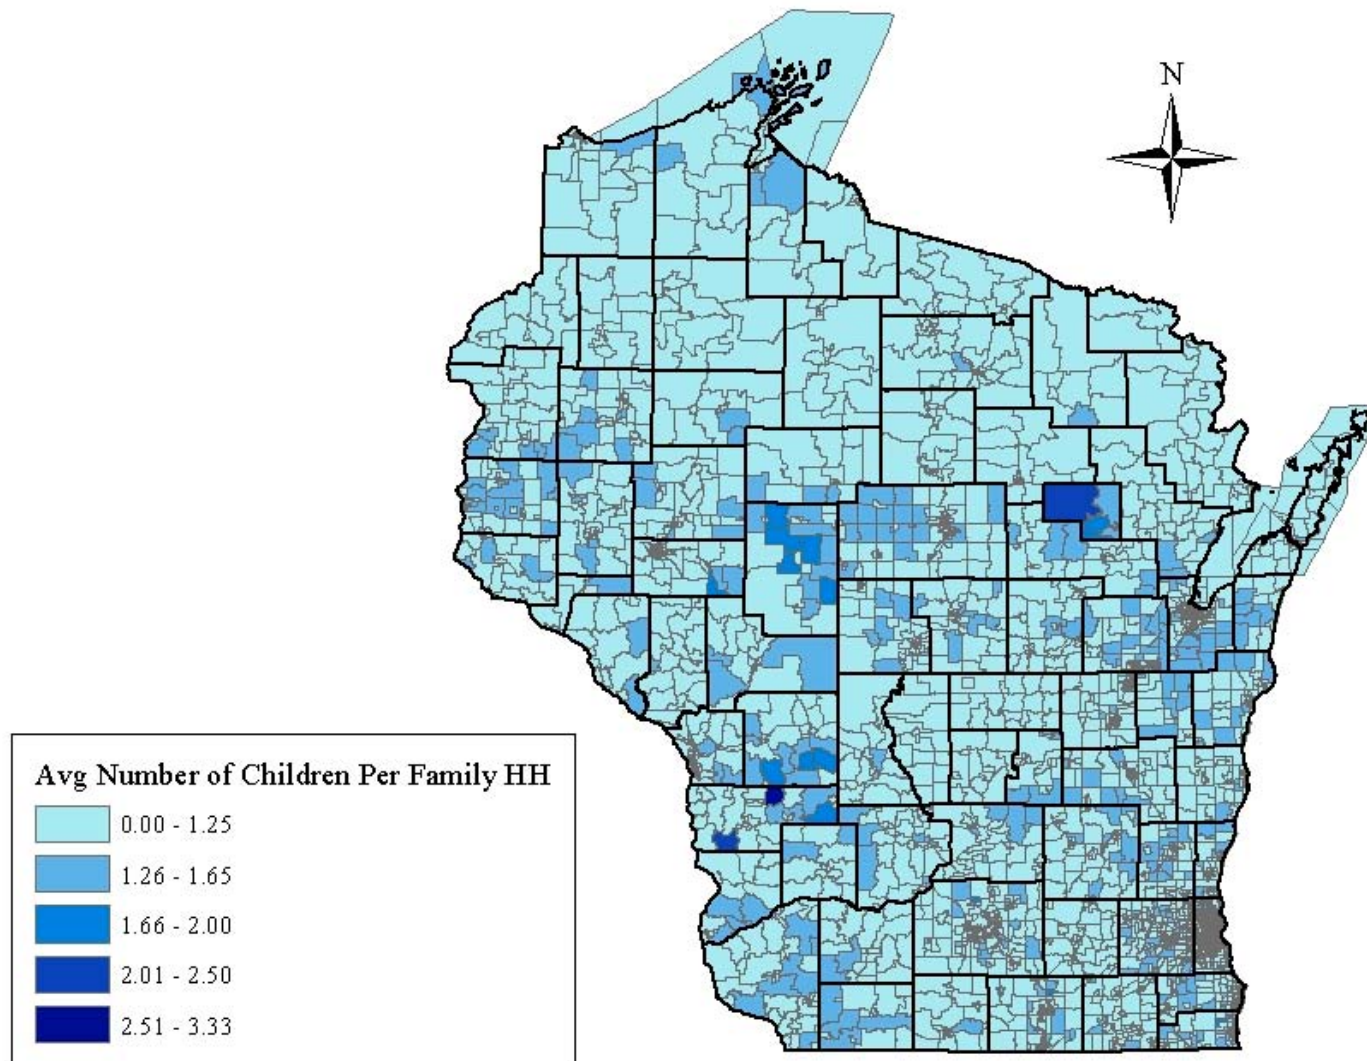 N
Avg Number of Children Per Family HH
0.00 - 1.25
1.26 - 1.65
1.66 - 2.00
2.01 - 2.50
2.51 - 3.33